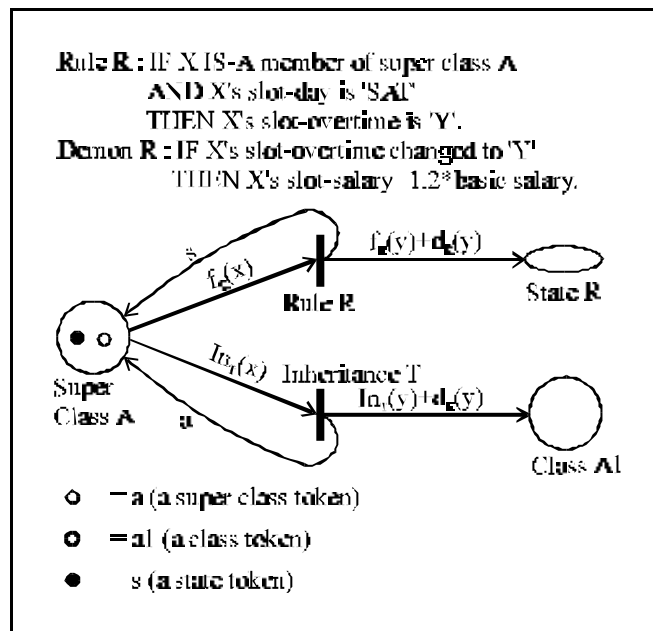 Rule R : IF X IS-A member of super class A
AND X's slot-day is 'SAT'
THEN X's slot-overtime is 'Y'.
Demon R : IF X's slot-overtime changed to 'Y'
THEN X's slot-salary 1.2* basic salary.
s
f_R(x)
f_R(y)+d_R(y)
Rule R
State R
In_T(x)
Inheritance T
In_T(y)+d_R(y)
Super
Class A
a
Class A1
= a (a super class token)
= a1 (a class token)
s (a state token)